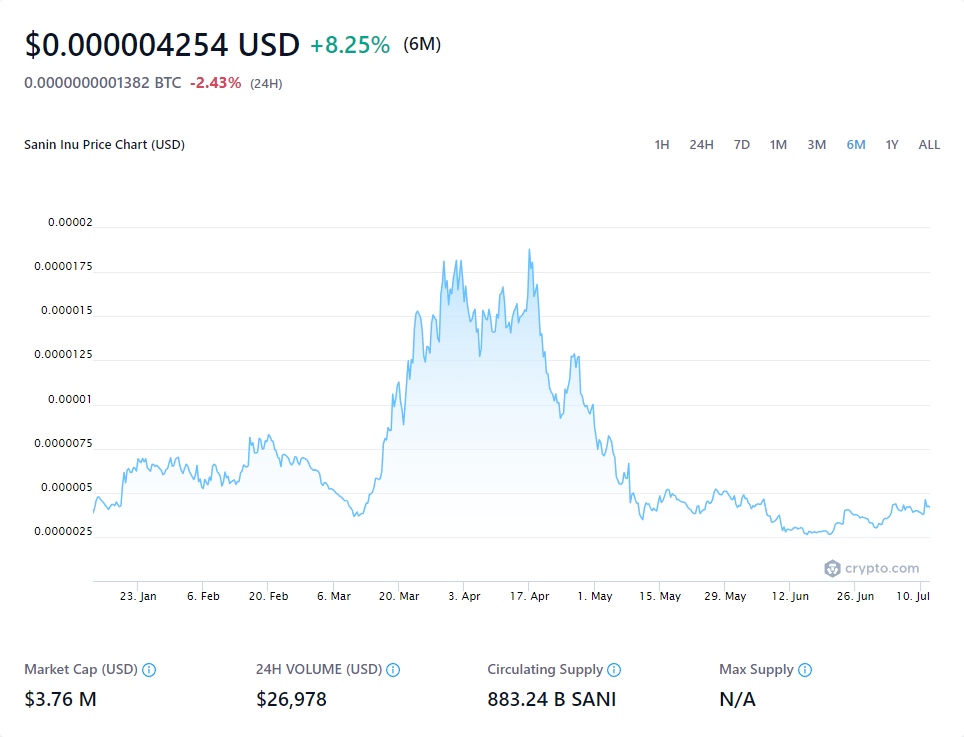 $0.000004254 USD +8.25% (6M)
0.0000000001382 BTC -2.43% (24H)
Sanin Inu Price Chart (USD) 1H 24H 7D 1M 3M 6M 1Y ALL
0.00002
0.0000175
0.000015
0.0000125
0.00001
0.0000075
0.000005
0.0000025
crypto.com
23. Jan 6. Feb 20. Feb 6. Mar 20. Mar 3. Apr 17. Apr 1. May 15. May 29. May 12. Jun 26. Jun 10. Jul
Market Cap (USD) 24H VOLUME (USD) Circulating Supply Max Supply
$3.76 M $26,978 883.24 B SANI N/A